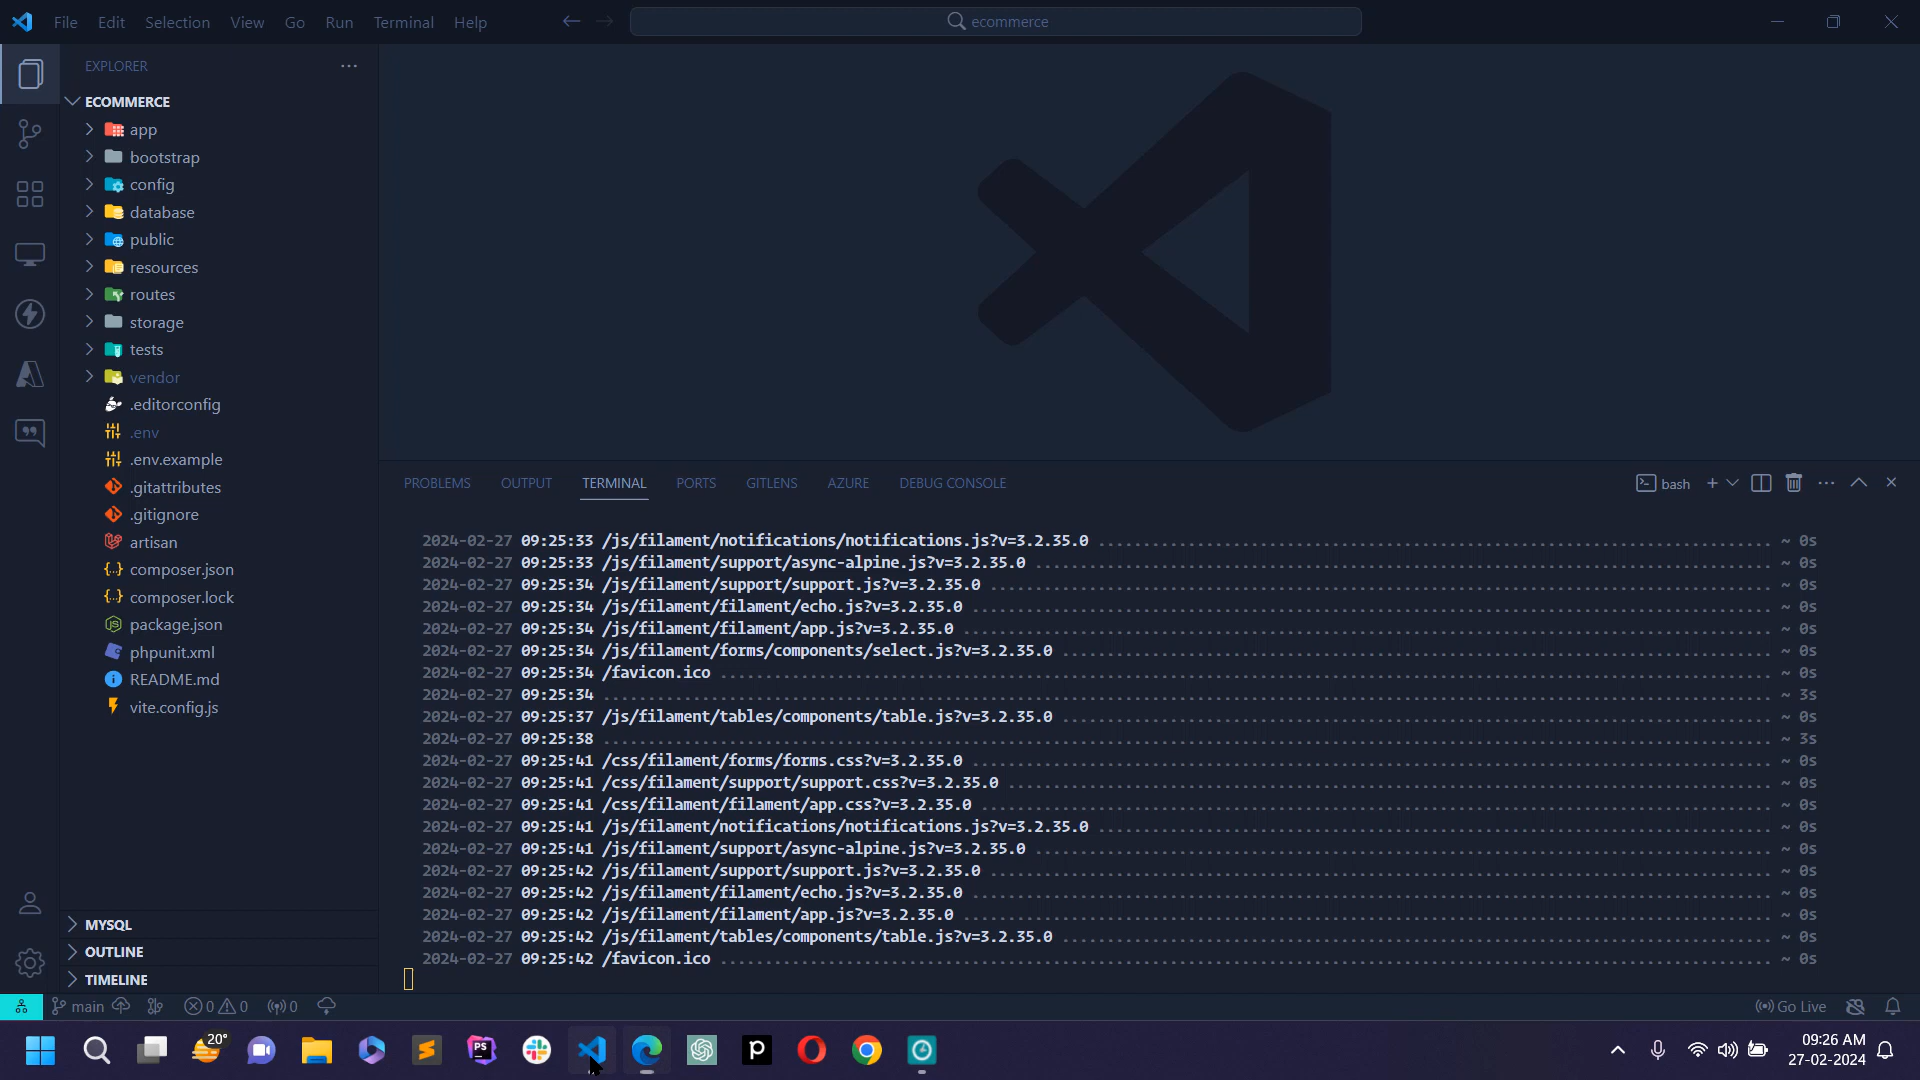 File Edit Selection View Go Run Terminal Help
ecommerce
EXPLORER
ECOMMERCE
app
bootstrap
config
database
public
resources
routes
storage
tests
vendor
.editorconfig
.env
.env.example
.gitattributes
.gitignore
artisan
composer.json
composer.lock
package.json
phpunit.xml
README.md
vite.config.js
MYSQL
OUTLINE
TIMELINE
PROBLEMS OUTPUT TERMINAL PORTS GITLENS AZURE DEBUG CONSOLE
bash
2024-02-27 09:25:33 /js/filament/notifications/notifications.js?v=3.2.35.0 ~ 0s
2024-02-27 09:25:33 /js/filament/support/async-alpine.js?v=3.2.35.0 ~ 0s
2024-02-27 09:25:34 /js/filament/support/support.js?v=3.2.35.0 ~ 0s
2024-02-27 09:25:34 /js/filament/filament/echo.js?v=3.2.35.0 ~ 0s
2024-02-27 09:25:34 /js/filament/filament/app.js?v=3.2.35.0 ~ 0s
2024-02-27 09:25:34 /js/filament/forms/components/select.js?v=3.2.35.0 ~ 0s
2024-02-27 09:25:34 /favicon.ico ~ 0s
2024-02-27 09:25:34 ~ 3s
2024-02-27 09:25:37 /js/filament/tables/components/table.js?v=3.2.35.0 ~ 0s
2024-02-27 09:25:38 ~ 3s
2024-02-27 09:25:41 /css/filament/forms/forms.css?v=3.2.35.0 ~ 0s
2024-02-27 09:25:41 /css/filament/support/support.css?v=3.2.35.0 ~ 0s
2024-02-27 09:25:41 /css/filament/filament/app.css?v=3.2.35.0 ~ 0s
2024-02-27 09:25:41 /js/filament/notifications/notifications.js?v=3.2.35.0 ~ 0s
2024-02-27 09:25:41 /js/filament/support/async-alpine.js?v=3.2.35.0 ~ 0s
2024-02-27 09:25:42 /js/filament/support/support.js?v=3.2.35.0 ~ 0s
2024-02-27 09:25:42 /js/filament/filament/echo.js?v=3.2.35.0 ~ 0s
2024-02-27 09:25:42 /js/filament/filament/app.js?v=3.2.35.0 ~ 0s
2024-02-27 09:25:42 /js/filament/tables/components/table.js?v=3.2.35.0 ~ 0s
2024-02-27 09:25:42 /favicon.ico ~ 0s
main 0 0 0 Go Live
20°
PS
p
09:26 AM
27-02-2024